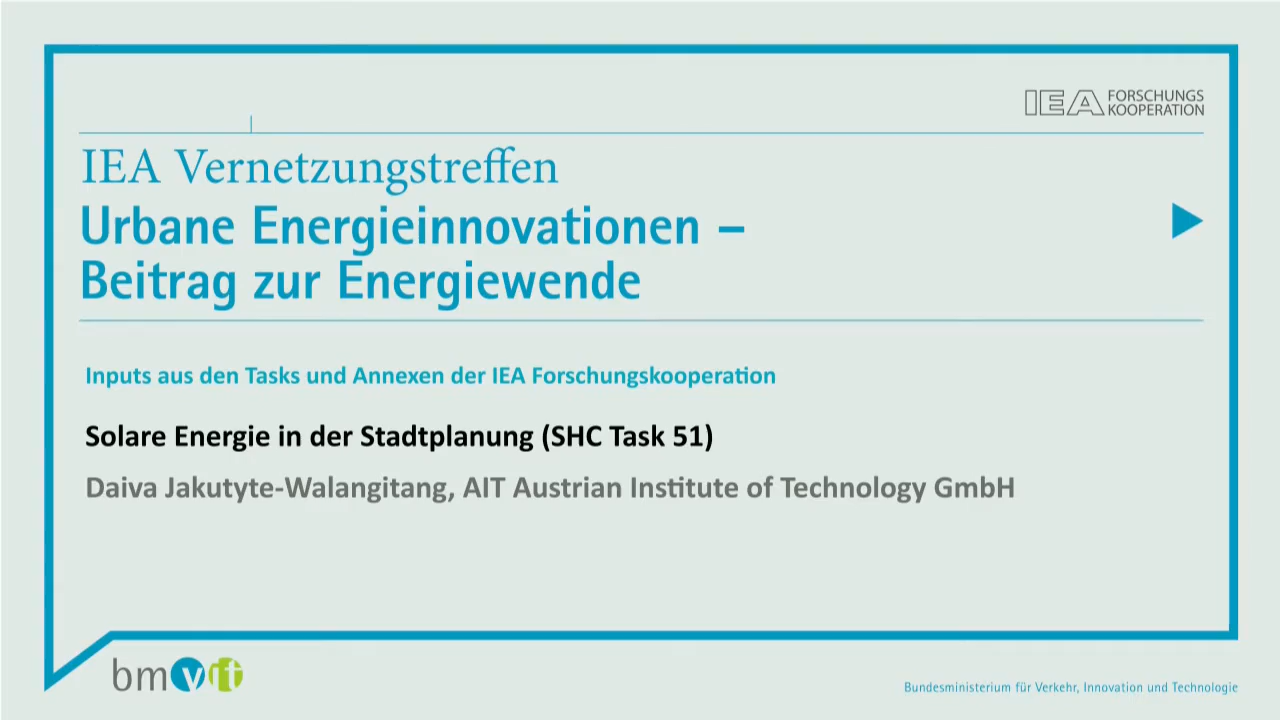 IEA FORSCHUNGS
KOOPERATION
IEA Vernetzungstreffen
Urbane Energieinnovationen –
Beitrag zur Energiewende
Inputs aus den Tasks und Annexen der IEA Forschungskooperation
Solare Energie in der Stadtplanung (SHC Task 51)
Daiva Jakutyte-Walangitang, AIT Austrian Institute of Technology GmbH
bmvit
Bundesministerium für Verkehr, Innovation und Technologie